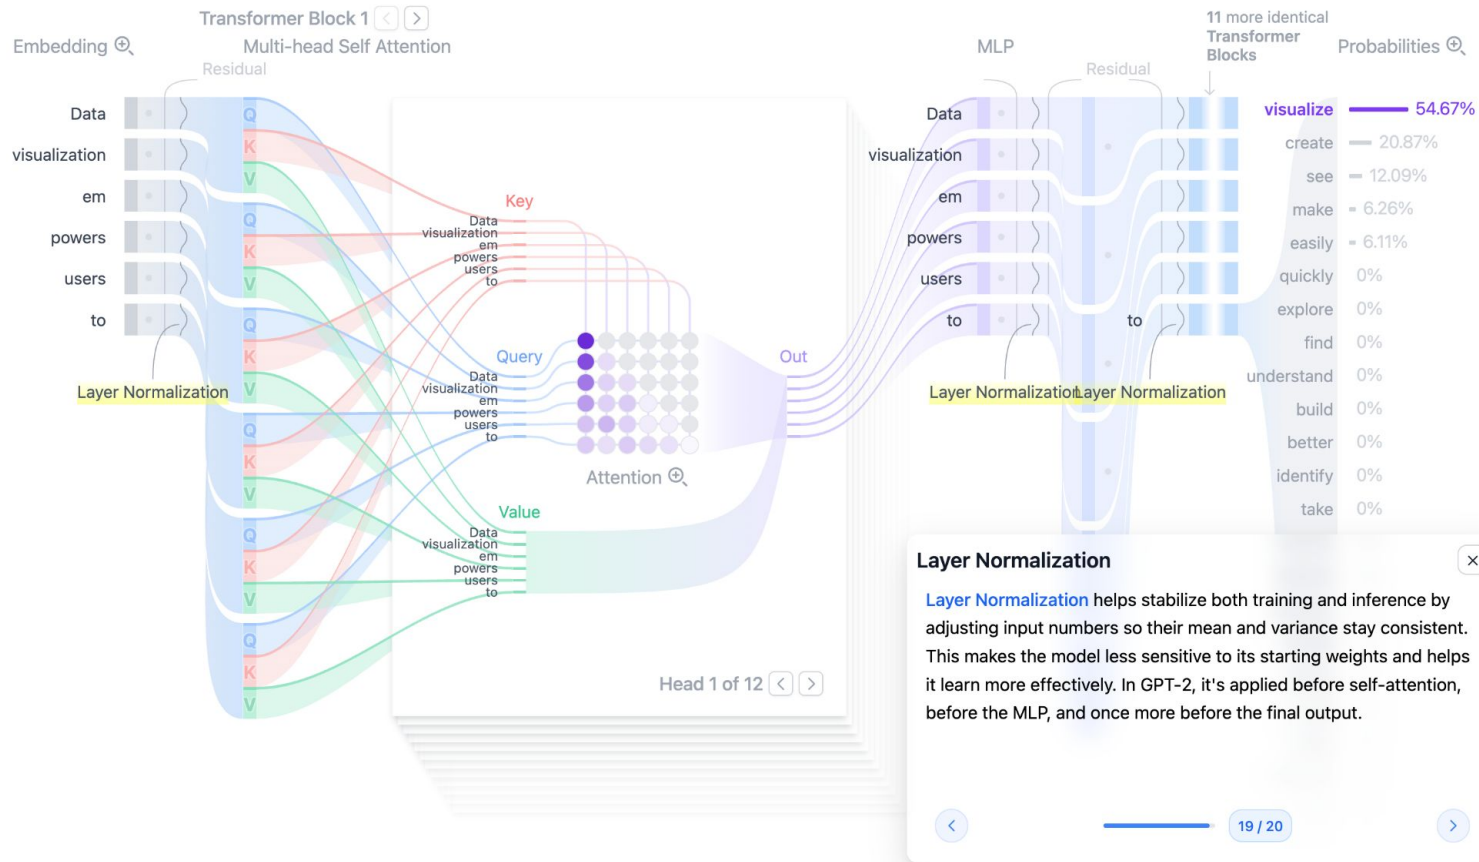 Transformer Block 1
Embedding
Multi-head Self Attention
Residual
Data
visualization
em
powers
users
to
Layer Normalization
Q
K
V
Q
K
V
Q
K
V
Q
K
V
Q
K
V
Q
K
V
Key
Data
visualization
em
powers
users
to
Query
Data
visualization
em
powers
users
to
Attention
Value
Data
visualization
em
powers
users
to
Out
Head 1 of 12
MLP
Residual
Data
visualization
em
powers
users
to
to
Layer Normalization
Layer Normalization
11 more identical
Transformer
Blocks
Probabilities
visualize 54.67%
create 20.87%
see 12.09%
make 6.26%
easily 6.11%
quickly 0%
explore 0%
find 0%
understand 0%
build 0%
better 0%
identify 0%
take 0%
Layer Normalization
Layer Normalization helps stabilize both training and inference by
adjusting input numbers so their mean and variance stay consistent.
This makes the model less sensitive to its starting weights and helps
it learn more effectively. In GPT-2, it's applied before self-attention,
before the MLP, and once more before the final output.
19 / 20